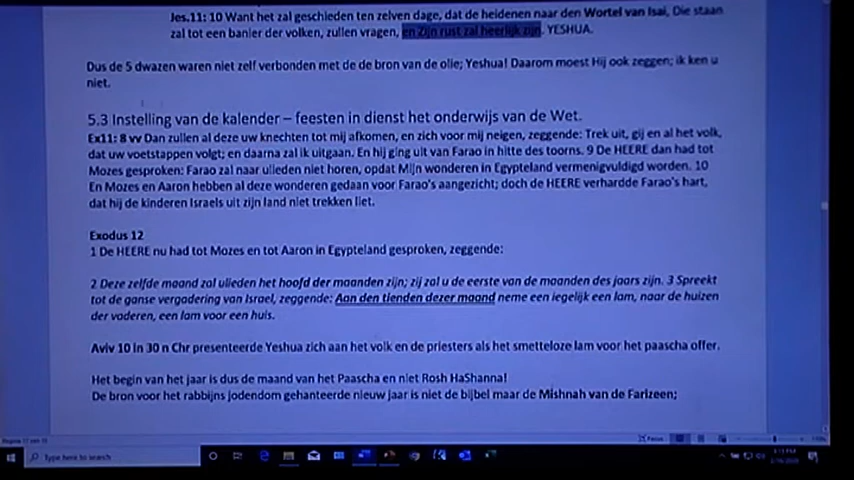 Jes.11: 10 Want het zal geschieden ten zelven dage, dat de heidenen naar den Wortel van Isai, Die staan
zal tot een banier der volken, zullen vragen, en Zijn rust zal heerlijk zijn. YESHUA.
Dus de 5 dwazen waren niet zelf verbonden met de de bron van de olie; Yeshua! Daarom moest Hij ook zeggen; ik ken u
niet.
5.3 Instelling van de kalender – feesten in dienst het onderwijs van de Wet.
Ex11: 8 vv Dan zullen al deze uw knechten tot mij afkomen, en zich voor mij neigen, zeggende: Trek uit, gij en al het volk,
dat uw voetstappen volgt; en daarna zal ik uitgaan. En hij ging uit van Farao in hitte des toorns. 9 De HEERE dan had tot
Mozes gesproken: Farao zal naar ulieden niet horen, opdat Mijn wonderen in Egypteland vermenigvuldigd worden. 10
En Mozes en Aaron hebben al deze wonderen gedaan voor Farao's aangezicht; doch de HEERE verhardde Farao's hart,
dat hij de kinderen Israels uit zijn land niet trekken liet.
Exodus 12
1 De HEERE nu had tot Mozes en tot Aaron in Egypteland gesproken, zeggende:
2 Deze zelfde maand zal ulieden het hoofd der maanden zijn; zij zal u de eerste van de maanden des jaars zijn. 3 Spreekt
tot de ganse vergadering van Israel, zeggende: Aan den tienden dezer maand neme een iegelijk een lam, naar de huizen
der vaderen, een lam voor een huis.
Aviv 10 in 30 n Chr presenteerde Yeshua zich aan het volk en de priesters als het smetteloze lam voor het paascha offer.
Het begin van het jaar is dus de maand van het Paascha en niet Rosh HaShanna!
De bron voor het rabbijns jodendom gehanteerde nieuw jaar is niet de bijbel maar de Mishnah van de Farizeen;
Focus
Type here to search